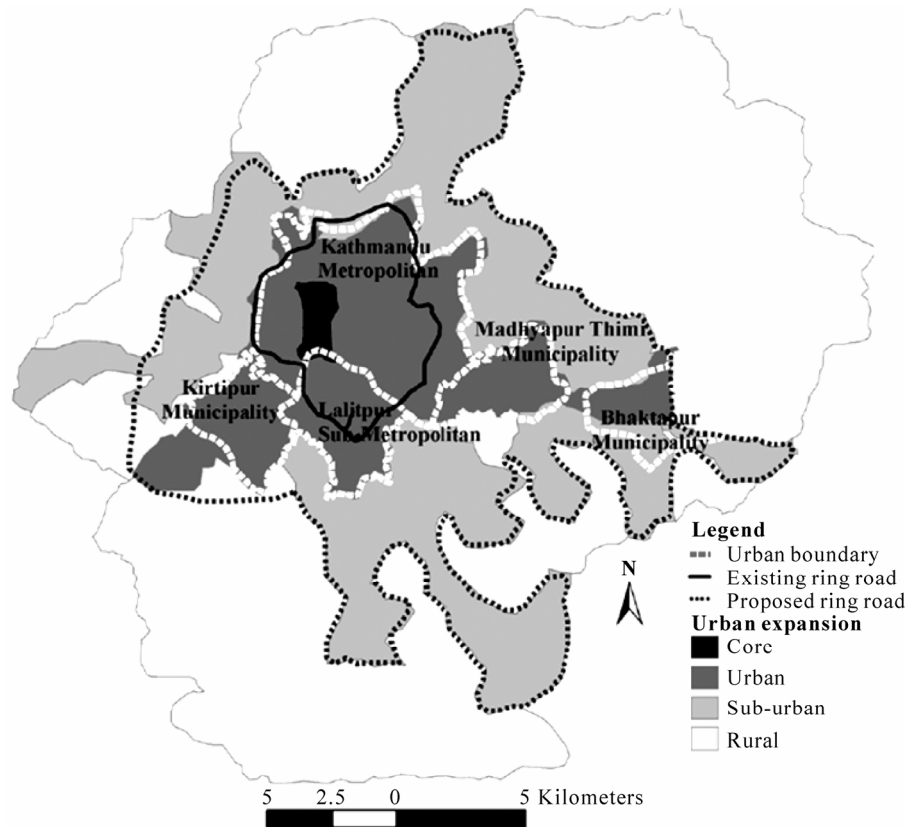 Kathmandu
Metropolitan
Madhyapur Thimi
Municipality
Kirtipur
Municipality
Lalitpur
Sub-Metropolitan
Bhaktapur
Municipality
Legend
Urban boundary
Existing ring road
Proposed ring road
Urban expansion
Core
Urban
Sub-urban
Rural
N
5 2.5 0 5 Kilometers